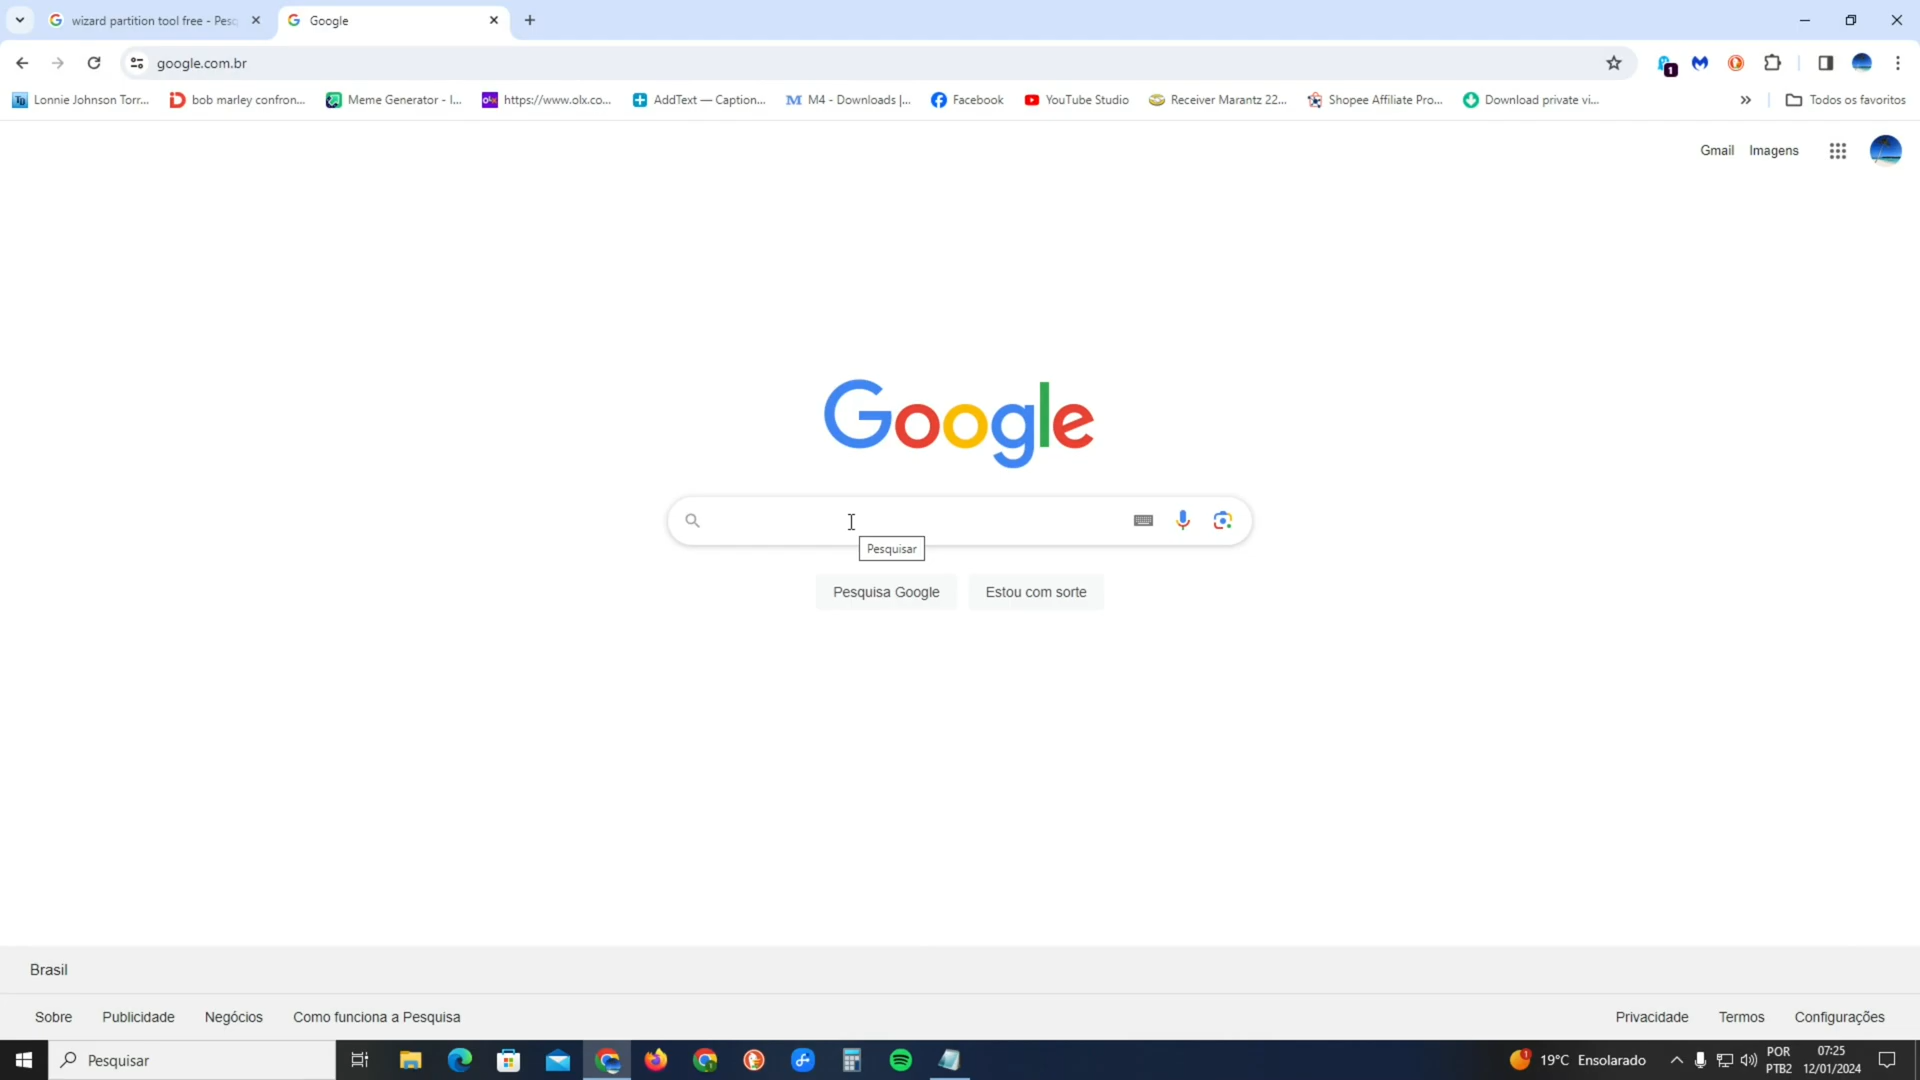 wizard partition tool free - Pesq
Google
google.com.br
1
Lonnie Johnson Torr...
bob marley confron...
Meme Generator - I...
https://www.olx.co...
AddText — Caption...
M4 - Downloads |...
Facebook
YouTube Studio
Receiver Marantz 22...
Shopee Affiliate Pro...
Download private vi...
Todos os favoritos
Gmail
Imagens
Google
Pesquisar
Pesquisa Google
Estou com sorte
Brasil
Sobre
Publicidade
Negócios
Como funciona a Pesquisa
Privacidade
Termos
Configurações
Pesquisar
19°C Ensolarado
POR
PTB2
07:25
12/01/2024